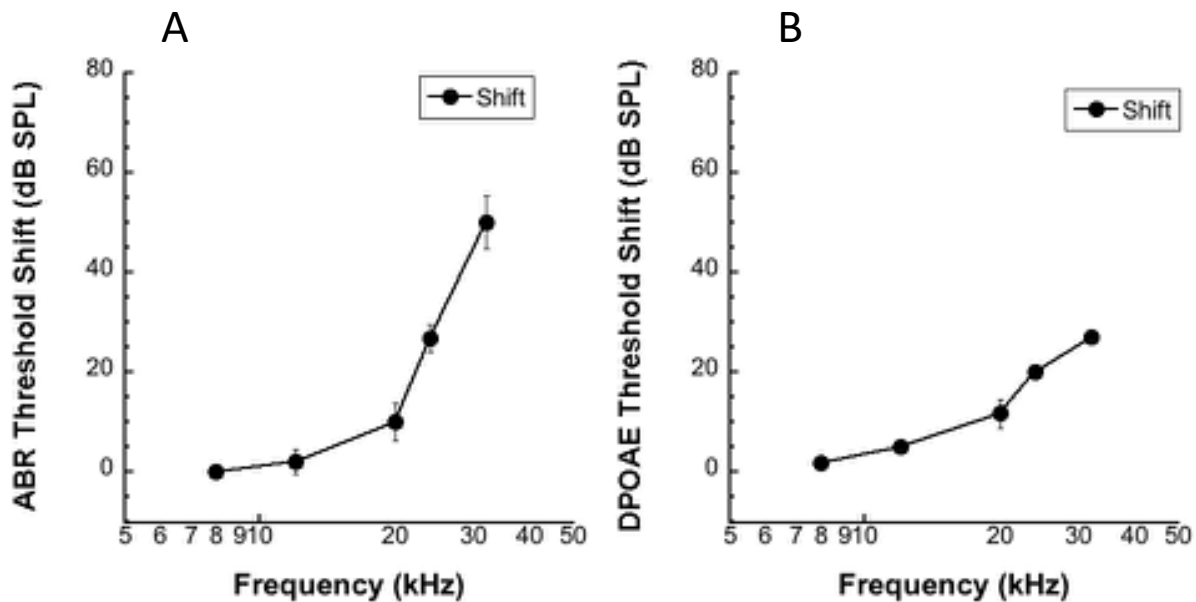 A
ABR Threshold Shift (dB SPL)
80
60
40
20
0
Shift
5 6 7 8 910 20 30 40 50
Frequency (kHz)
B
DPOAE Threshold Shift (dB SPL)
80
60
40
20
0
Shift
5 6 7 8 910 20 30 40 50
Frequency (kHz)